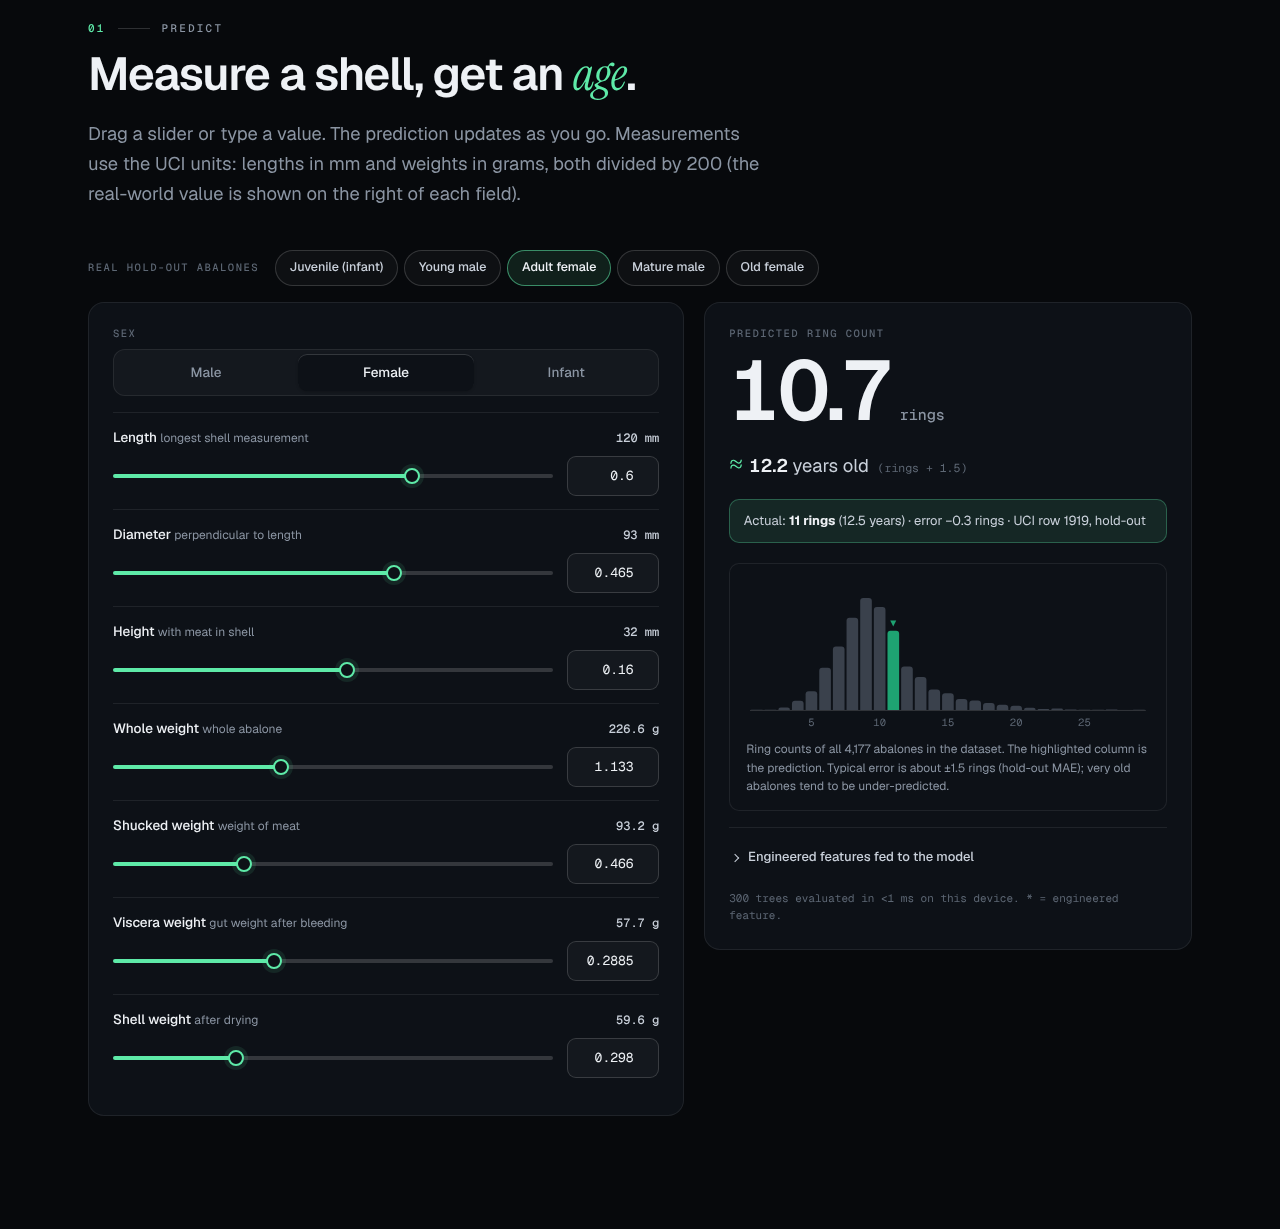 01 PREDICT
Measure a shell, get an age.
Drag a slider or type a value. The prediction updates as you go. Measurements
use the UCI units: lengths in mm and weights in grams, both divided by 200 (the
real-world value is shown on the right of each field).
REAL HOLD-OUT ABALONES Juvenile (infant) Young male Adult female Mature male Old female
SEX
Male Female Infant
Length longest shell measurement 120 mm
0.6
Diameter perpendicular to length 93 mm
0.465
Height with meat in shell 32 mm
0.16
Whole weight whole abalone 226.6 g
1.133
Shucked weight weight of meat 93.2 g
0.466
Viscera weight gut weight after bleeding 57.7 g
0.2885
Shell weight after drying 59.6 g
0.298
PREDICTED RING COUNT
10.7 rings
≈ 12.2 years old (rings + 1.5)
Actual: 11 rings (12.5 years) · error −0.3 rings · UCI row 1919, hold-out
5 10 15 20 25
Ring counts of all 4,177 abalones in the dataset. The highlighted column is
the prediction. Typical error is about ±1.5 rings (hold-out MAE); very old
abalones tend to be under-predicted.
Engineered features fed to the model
300 trees evaluated in <1 ms on this device. * = engineered
feature.